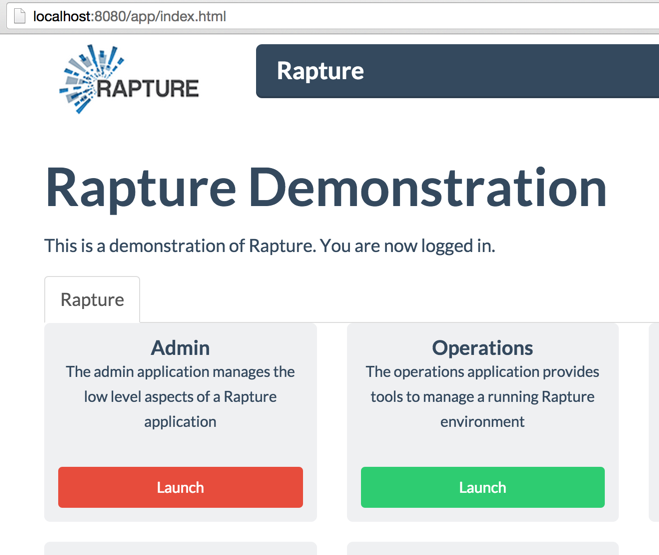 localhost:8080/app/index.html
RAPTURE
Rapture
Rapture Demonstration
This is a demonstration of Rapture. You are now logged in.
Rapture
Admin
The admin application manages the
low level aspects of a Rapture
application
Launch
Operations
The operations application provides
tools to manage a running Rapture
environment
Launch